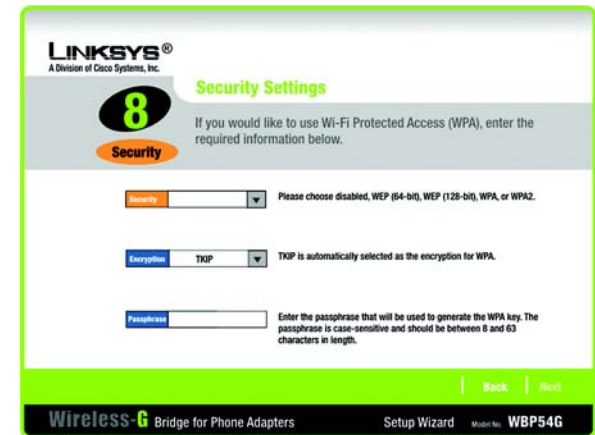 LINKSYS®
A Division of Cisco Systems, Inc.
8
Security
Security Settings
If you would like to use Wi-Fi Protected Access (WPA), enter the
required information below.
Security
Please choose disabled, WEP (64-bit), WEP (128-bit), WPA, or WPA2.
Encryption TKIP
TKIP is automatically selected as the encryption for WPA.
Passphrase
Enter the passphrase that will be used to generate the WPA key. The
passphrase is case-sensitive and should be between 8 and 63
characters in length.
Back Next
Wireless-G Bridge for Phone Adapters Setup Wizard Model No. WBP54G